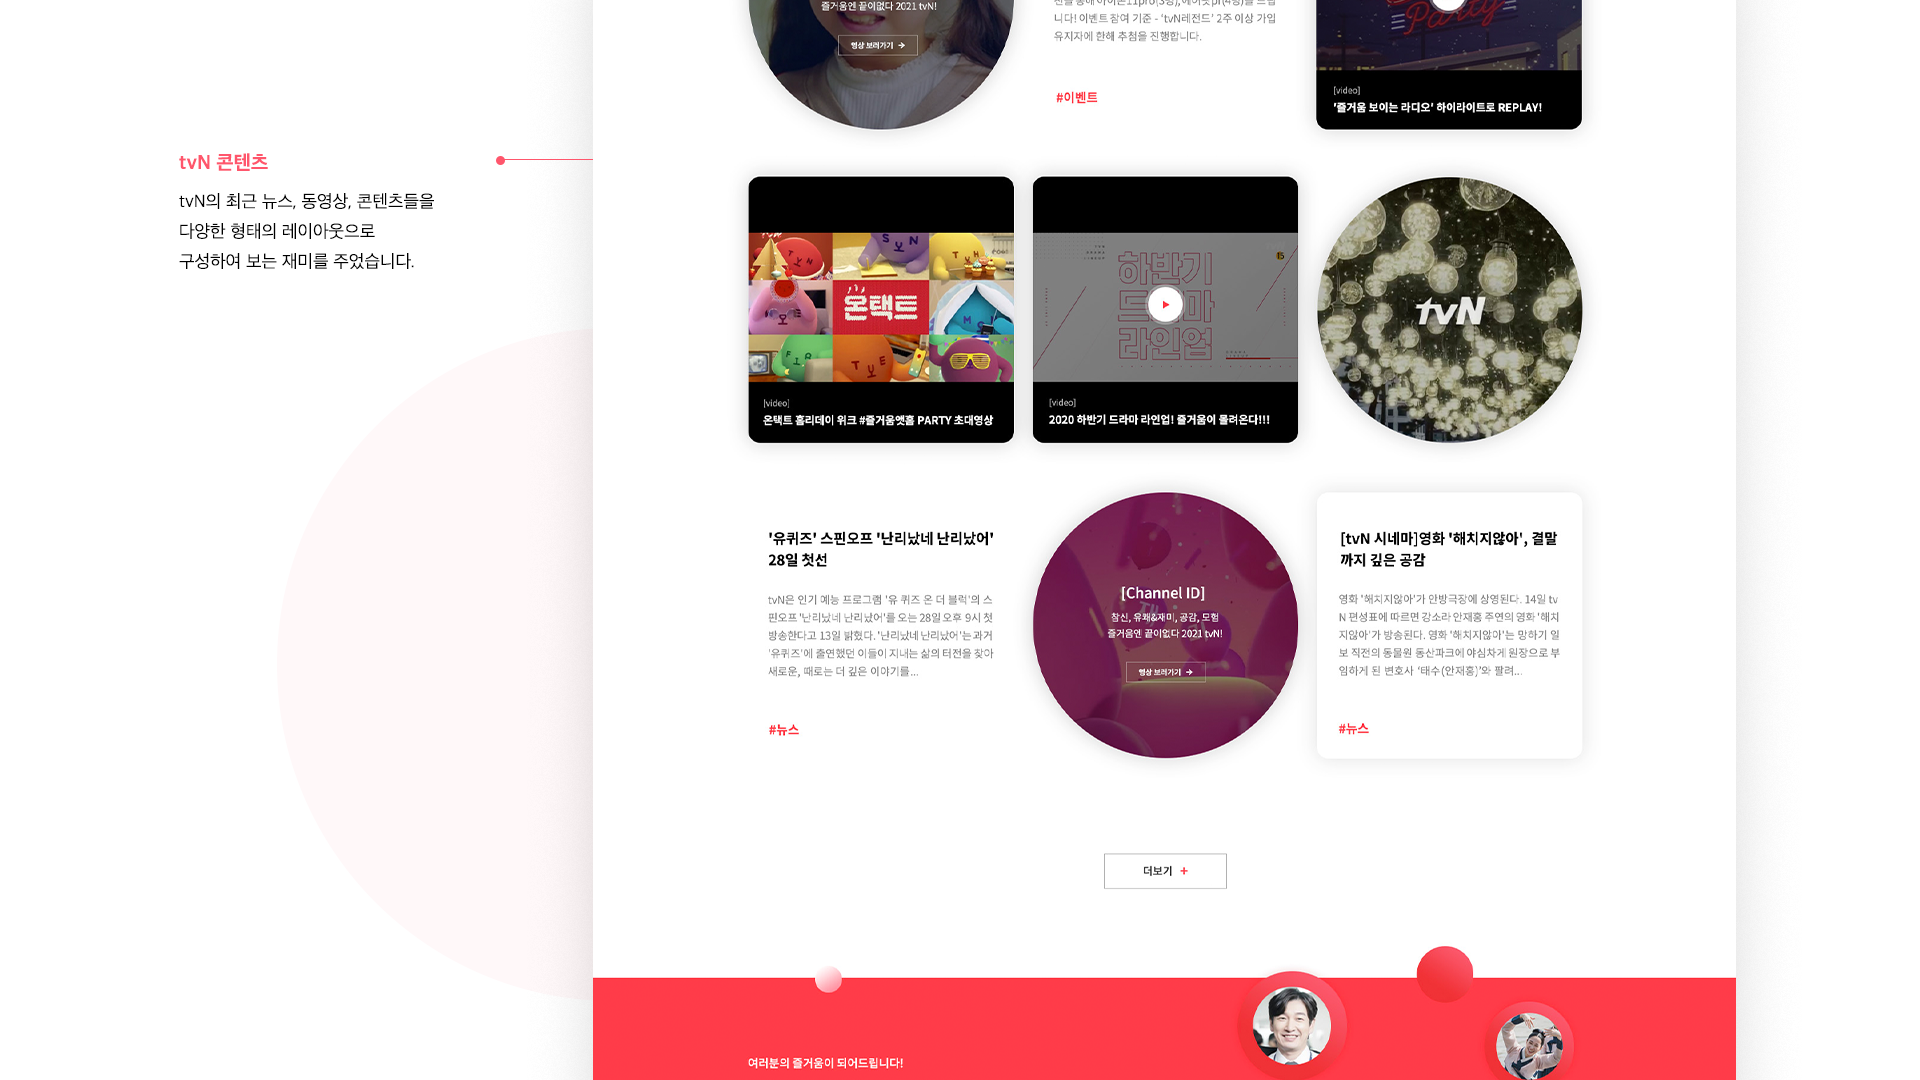 즐거움엔 끝이없다 2021 tvN!
영상 보러가기 →
니다! 이벤트 참여 기준 - 'tvN레전드' 2주 이상 가입
유지자에 한해 추첨을 진행합니다.
#이벤트
Party
[video]
'즐거움 보이는 라디오' 하이라이트로 REPLAY!
tvN 콘텐츠
tvN의 최근 뉴스, 동영상, 콘텐츠들을
다양한 형태의 레이아웃으로
구성하여 보는 재미를 주었습니다.
온택트
[video]
온택트 홀리데이 위크 #즐거움앳홈 PARTY 초대영상
하반기
드라마
라인업
[video]
2020 하반기 드라마 라인업! 즐거움이 몰려온다!!!
tvN
'유퀴즈' 스핀오프 '난리났네 난리났어'
28일 첫선
tvN은 인기 예능 프로그램 '유 퀴즈 온 더 블럭'의 스
핀오프 '난리났네 난리났어'를 오는 28일 오후 9시 첫
방송한다고 13일 밝혔다. '난리났네 난리났어'는 과거
'유퀴즈'에 출연했던 이들이 지내는 삶의 터전을 찾아
새로운, 때로는 더 깊은 이야기를...
#뉴스
[Channel ID]
참신, 유쾌&재미, 공감, 모험
즐거움엔 끝이없다 2021 tvN!
영상 보러가기 →
[tvN 시네마]영화 '해치지않아', 결말
까지 깊은 공감
영화 '해치지않아'가 안방극장에 상영된다. 14일 tv
N 편성표에 따르면 강소라 안재홍 주연의 영화 '해치
지않아'가 방송된다. 영화 '해치지않아'는 망하기 일
보 직전의 동물원 동산파크에 야심차게 원장으로 부
임하게 된 변호사 '태수(안재홍)'와 팔려...
#뉴스
더보기 +
여러분의 즐거움이 되어드립니다!